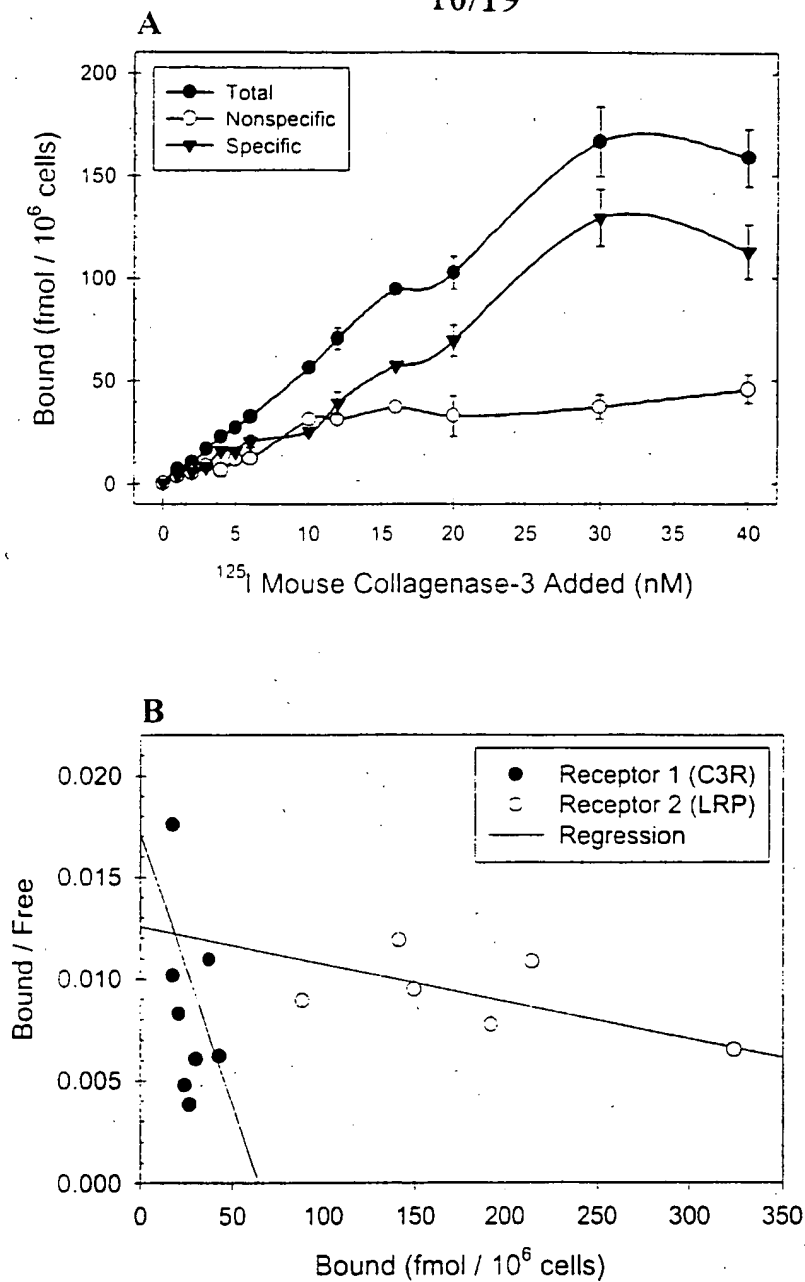 10/19
A
200
150
100
50
0
Bound (fmol / 10⁶ cells)
Total
Nonspecific
Specific
0 5 10 15 20 25 30 35 40
¹²⁵I Mouse Collagenase-3 Added (nM)
B
0.020
0.015
0.010
0.005
0.000
Bound / Free
Receptor 1 (C3R)
Receptor 2 (LRP)
Regression
0 50 100 150 200 250 300 350
Bound (fmol / 10⁶ cells)